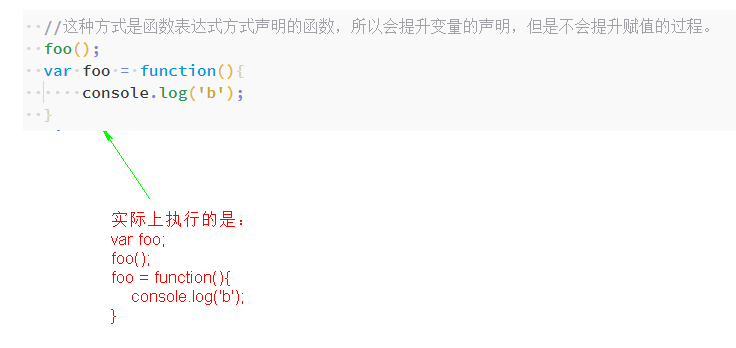 //这种方式是函数表达式方式声明的函数，所以会提升变量的声明，但是不会提升赋值的过程。
foo();
var foo = function(){
console.log('b');
}
实际上执行的是：
var foo;
foo();
foo = function(){
console.log('b');
}